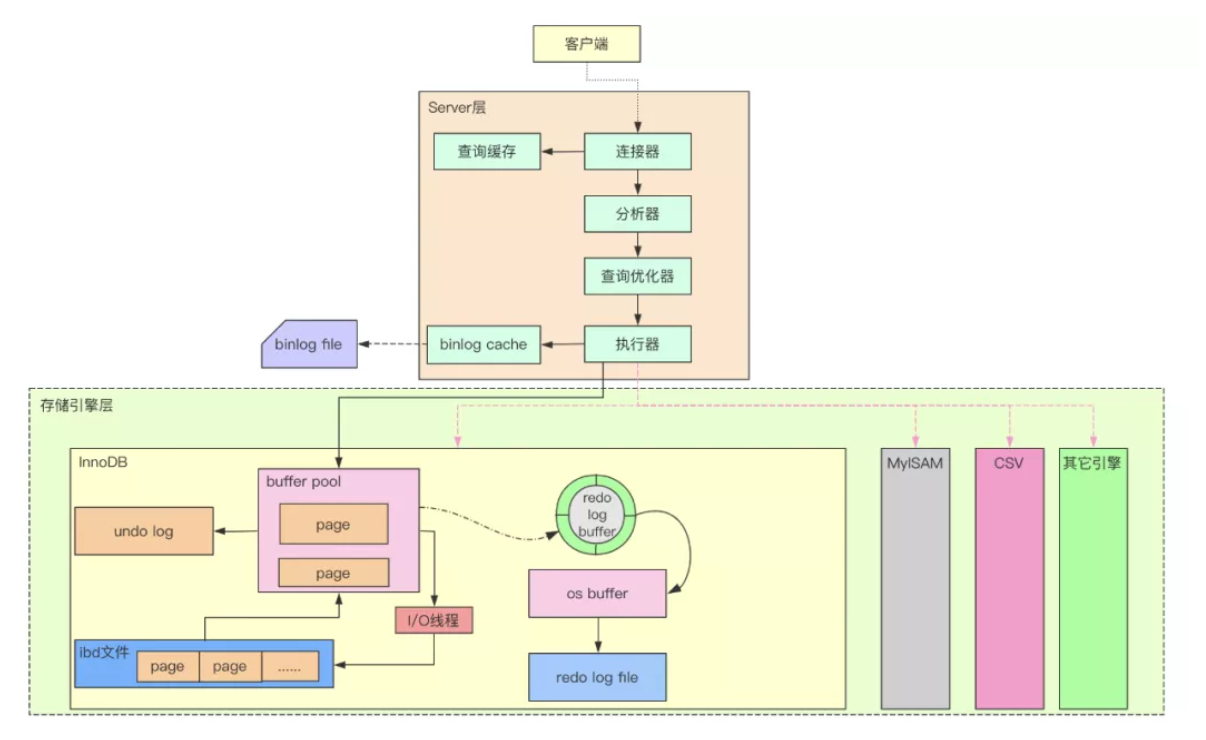 客户端
Server层
查询缓存
连接器
分析器
查询优化器
binlog file
binlog cache
执行器
存储引擎层
InnoDB
MyISAM
CSV
其它引擎
buffer pool
page
page
undo log
redo
log
buffer
os buffer
I/O线程
ibd文件
page
page
......
redo log file